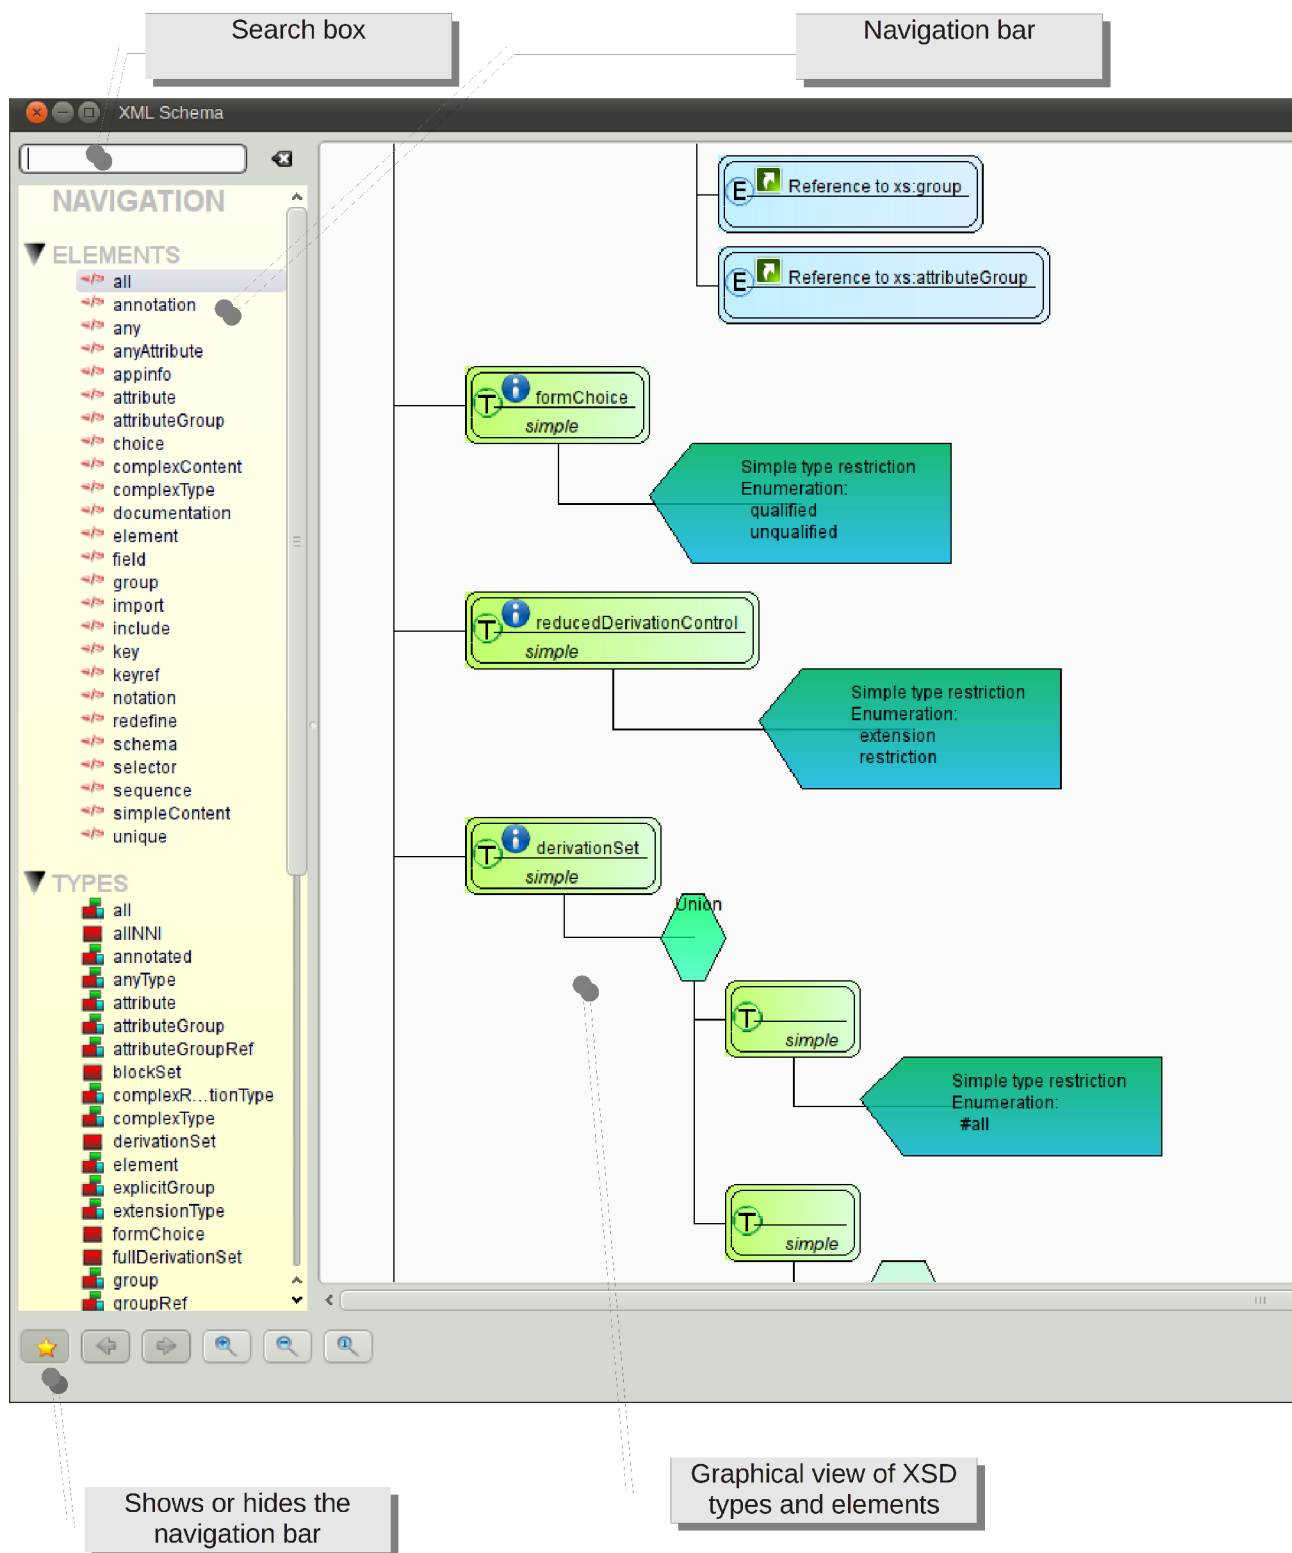 Search box
Navigation bar
XML Schema
NAVIGATION
ELEMENTS
all
annotation
any
anyAttribute
appinfo
attribute
attributeGroup
choice
complexContent
complexType
documentation
element
field
group
import
include
key
keyref
notation
redefine
schema
selector
sequence
simpleContent
unique
TYPES
all
allNNI
annotated
anyType
attribute
attributeGroup
attributeGroupRef
blockSet
complexR...tionType
complexType
derivationSet
element
explicitGroup
extensionType
formChoice
fullDerivationSet
group
groupRef
E Reference to xs:group
E Reference to xs:attributeGroup
T i formChoice
simple
Simple type restriction
Enumeration:
qualified
unqualified
T i reducedDerivationControl
simple
Simple type restriction
Enumeration:
extension
restriction
T i derivationSet
simple
Union
T
simple
Simple type restriction
Enumeration:
#all
T
simple
Shows or hides the
navigation bar
Graphical view of XSD
types and elements